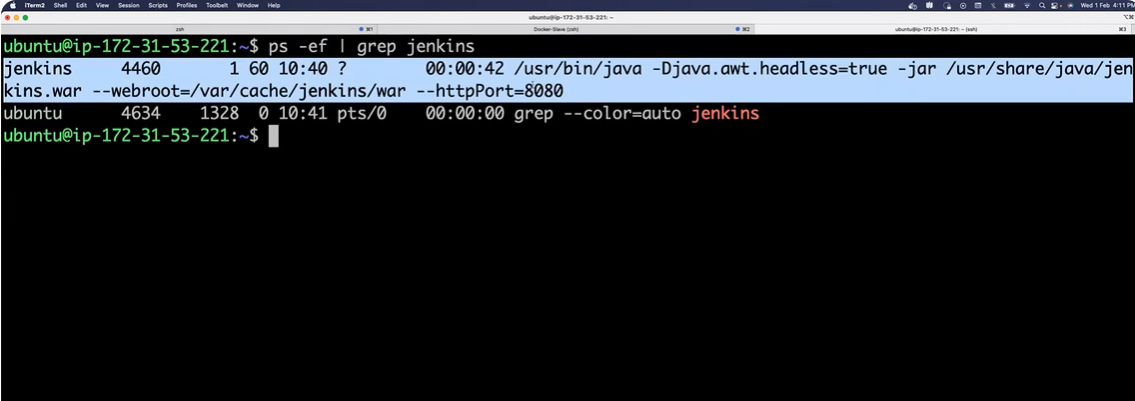 iTerm2 Shell Edit View Session Scripts Profiles Toolbelt Window Help Wed 1 Feb 4:11 PM
ubuntu@ip-172-31-53-221: ~
zsh ⌘1 Docker-Slave (zsh) ⌘2 ubuntu@ip-172-31-53-221: ~ (ssh) ⌘3
ubuntu@ip-172-31-53-221:~$ ps -ef | grep jenkins
jenkins 4460 1 60 10:40 ? 00:00:42 /usr/bin/java -Djava.awt.headless=true -jar /usr/share/java/jen
kins.war --webroot=/var/cache/jenkins/war --httpPort=8080
ubuntu 4634 1328 0 10:41 pts/0 00:00:00 grep --color=auto jenkins
ubuntu@ip-172-31-53-221:~$